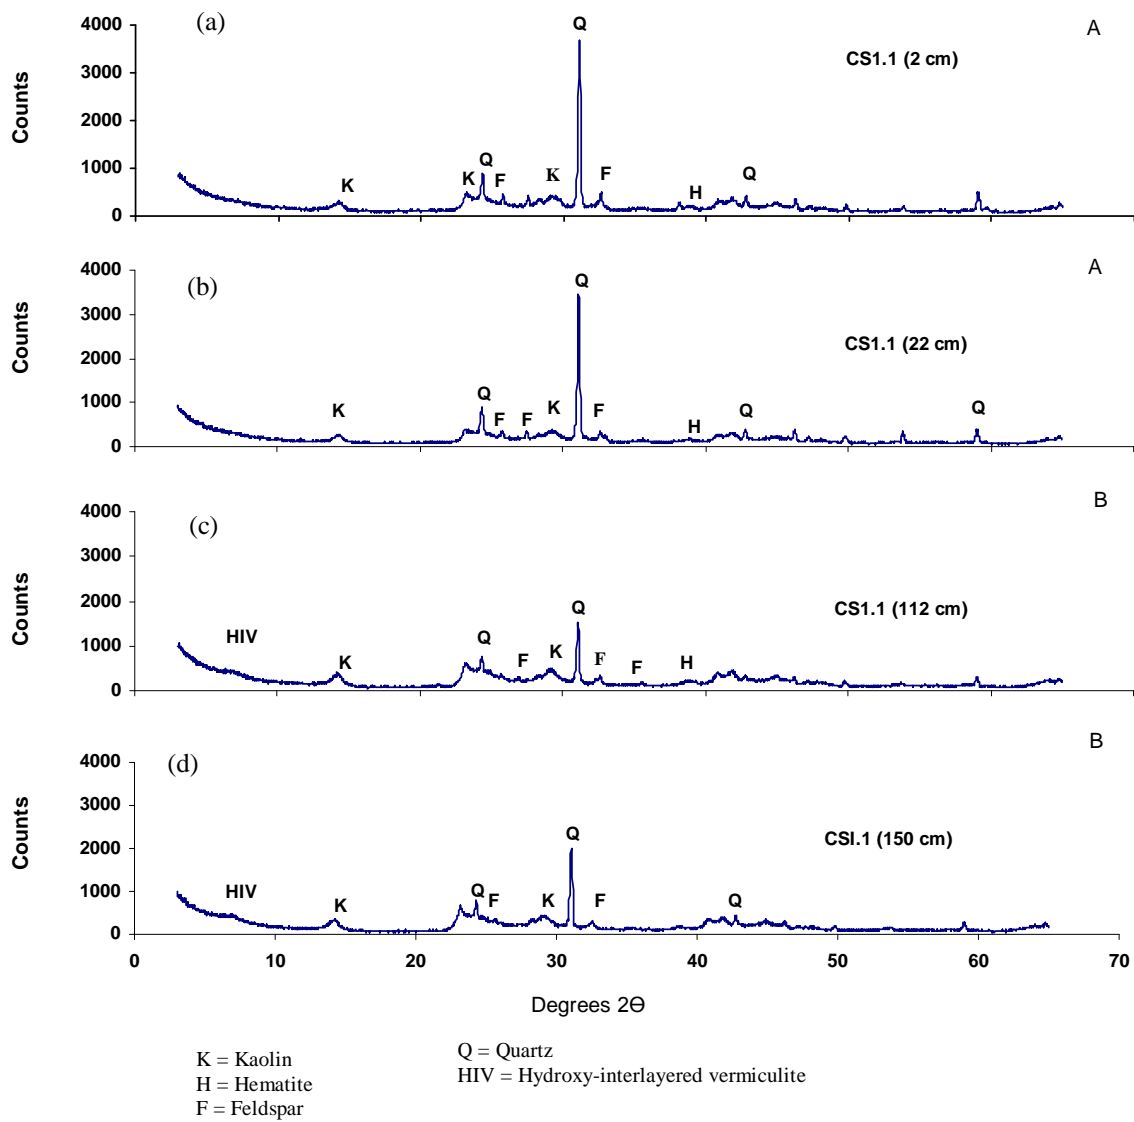 (a)
A
CS1.1 (2 cm)
Counts
4000
3000
2000
1000
0
K
K
Q
F
K
Q
F
H
Q
(b)
A
CS1.1 (22 cm)
Counts
4000
3000
2000
1000
0
K
Q
F
F
K
Q
F
H
Q
Q
(c)
B
CS1.1 (112 cm)
Counts
4000
3000
2000
1000
0
HIV
K
Q
F
K
Q
F
F
H
(d)
B
CSI.1 (150 cm)
Counts
4000
3000
2000
1000
0
HIV
K
Q
F
K
Q
F
Q
0 10 20 30 40 50 60 70
Degrees 2Θ
K = Kaolin
H = Hematite
F = Feldspar
Q = Quartz
HIV = Hydroxy-interlayered vermiculite